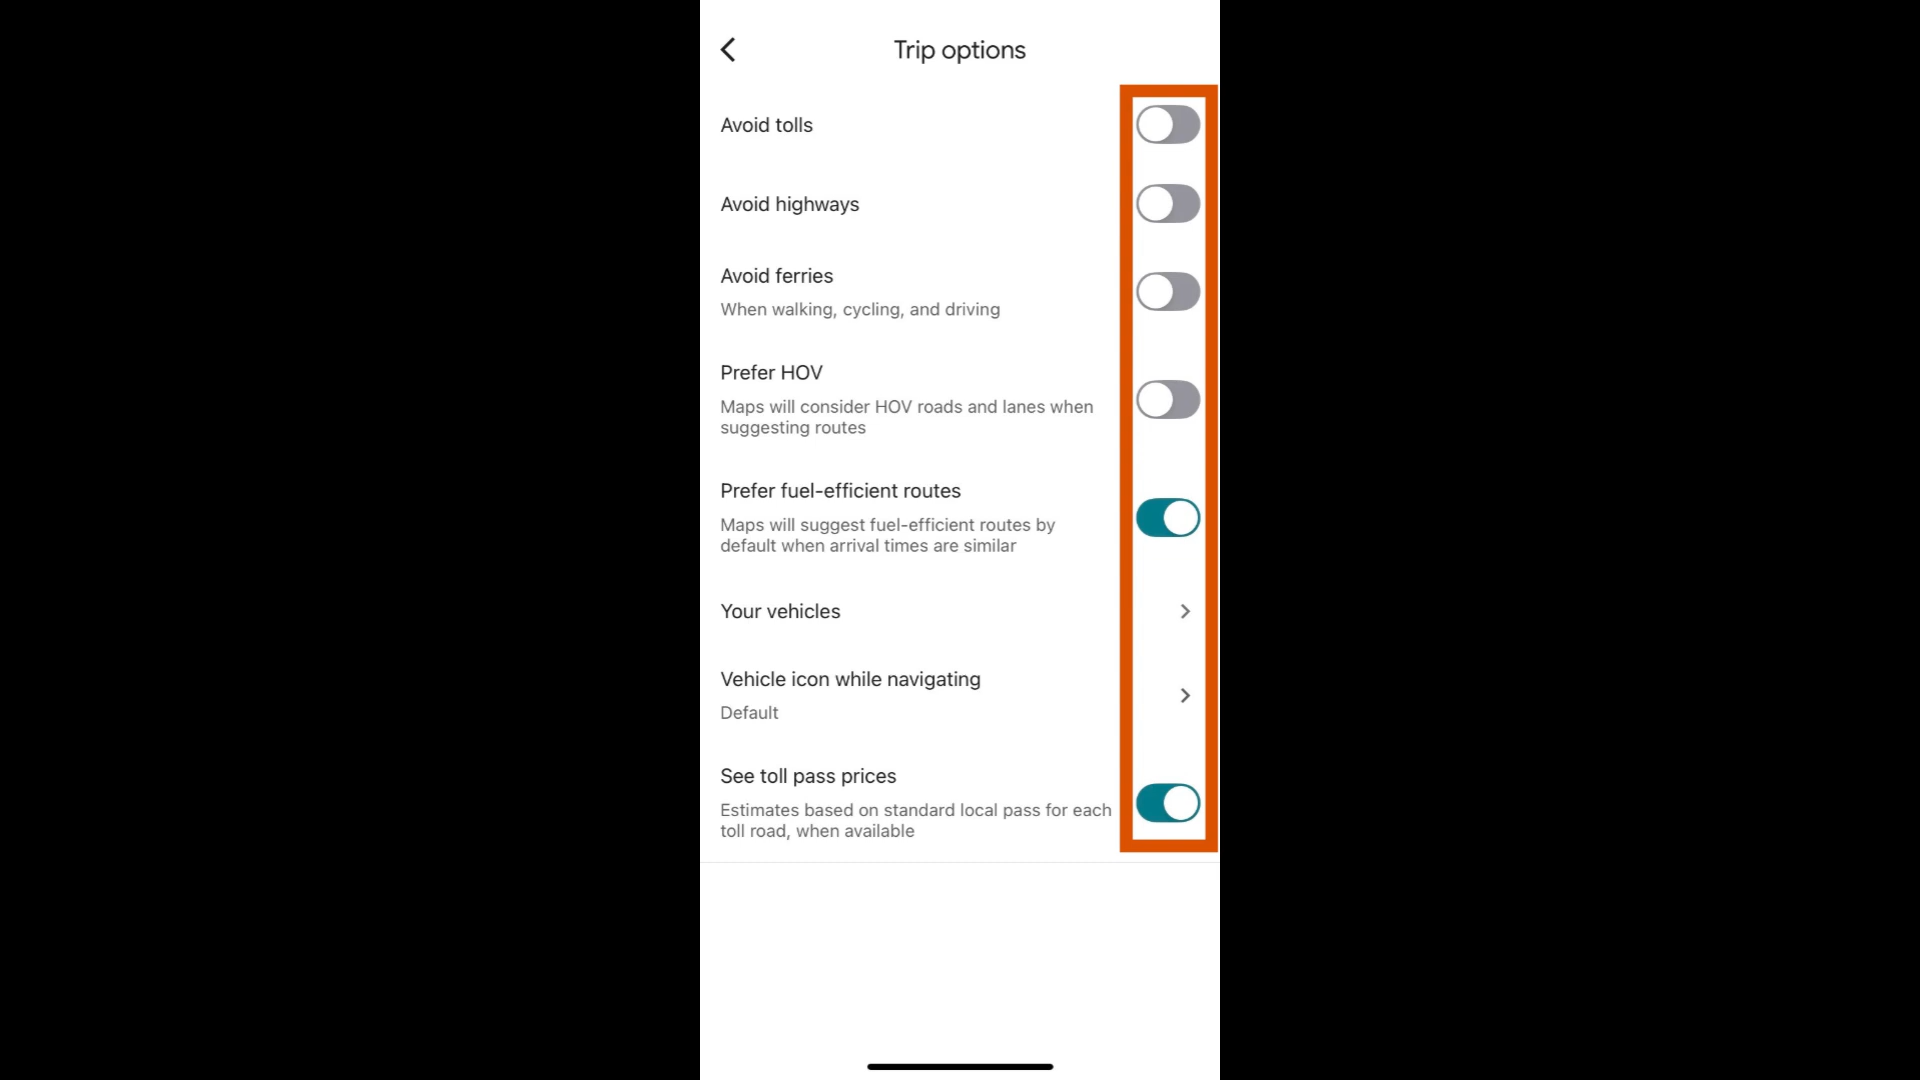 Trip options
Avoid tolls
Avoid highways
Avoid ferries
When walking, cycling, and driving
Prefer HOV
Maps will consider HOV roads and lanes when
suggesting routes
Prefer fuel-efficient routes
Maps will suggest fuel-efficient routes by
default when arrival times are similar
Your vehicles
Vehicle icon while navigating
Default
See toll pass prices
Estimates based on standard local pass for each
toll road, when available